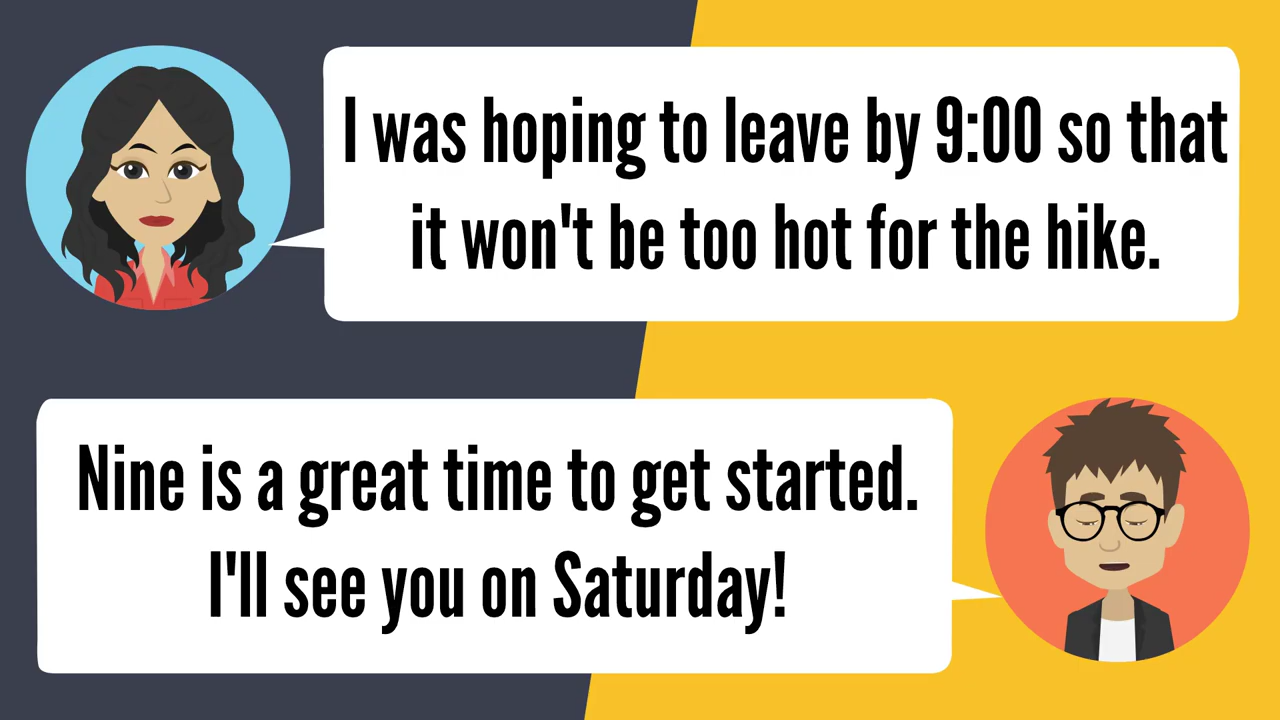 I was hoping to leave by 9:00 so that
it won't be too hot for the hike.
Nine is a great time to get started.
I'll see you on Saturday!